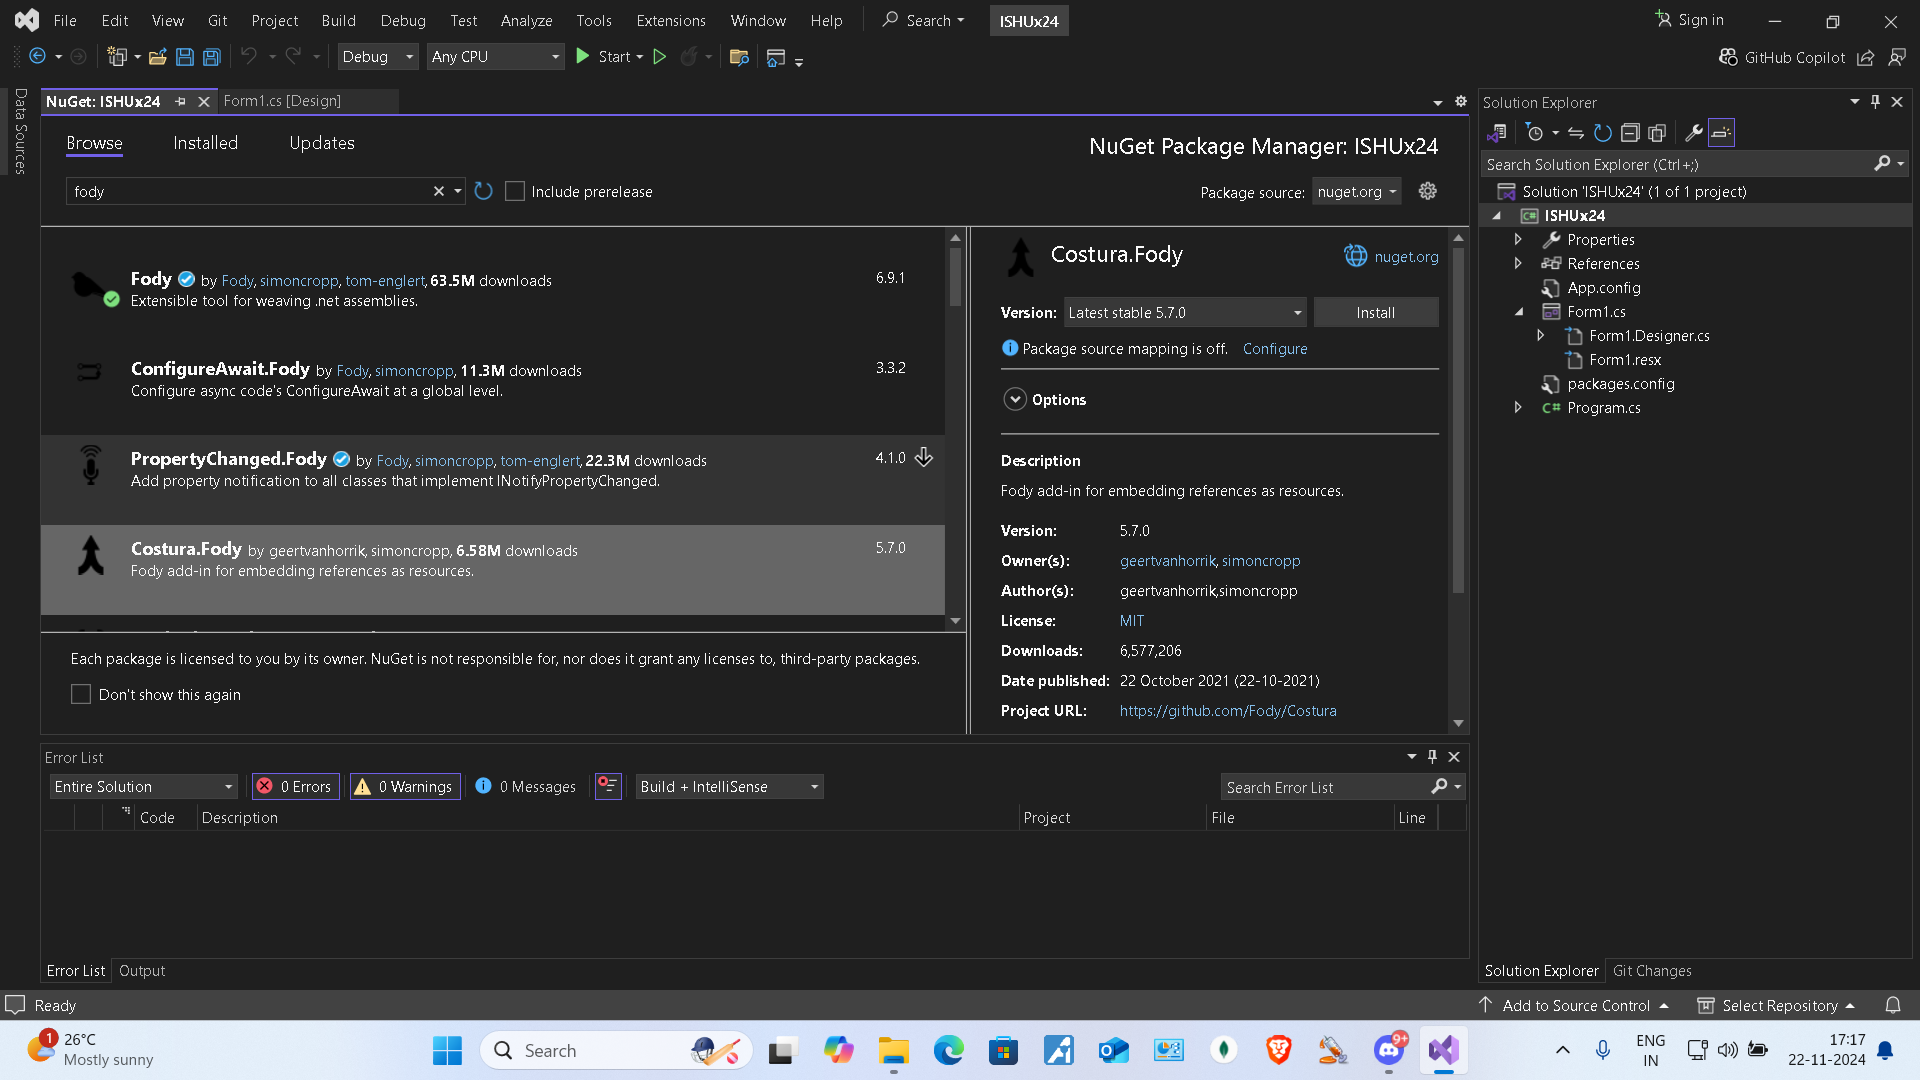 File Edit View Git Project Build Debug Test Analyze Tools Extensions Window Help Search ISHUx24 Sign in
Debug Any CPU Start GitHub Copilot
Data Sources
NuGet: ISHUx24 Form1.cs [Design]
Browse Installed Updates
NuGet Package Manager: ISHUx24
fody
Include prerelease
Package source: nuget.org
Fody by Fody, simoncropp, tom-englert, 63.5M downloads 6.9.1
Extensible tool for weaving .net assemblies.
ConfigureAwait.Fody by Fody, simoncropp, 11.3M downloads 3.3.2
Configure async code's ConfigureAwait at a global level.
PropertyChanged.Fody by Fody, simoncropp, tom-englert, 22.3M downloads 4.1.0
Add property notification to all classes that implement INotifyPropertyChanged.
Costura.Fody by geertvanhorrik, simoncropp, 6.58M downloads 5.7.0
Fody add-in for embedding references as resources.
Each package is licensed to you by its owner. NuGet is not responsible for, nor does it grant any licenses to, third-party packages.
Don't show this again
Costura.Fody nuget.org
Version: Latest stable 5.7.0 Install
Package source mapping is off. Configure
Options
Description
Fody add-in for embedding references as resources.
Version: 5.7.0
Owner(s): geertvanhorrik, simoncropp
Author(s): geertvanhorrik,simoncropp
License: MIT
Downloads: 6,577,206
Date published: 22 October 2021 (22-10-2021)
Project URL: https://github.com/Fody/Costura
Solution Explorer
Search Solution Explorer (Ctrl+;)
Solution 'ISHUx24' (1 of 1 project)
C# ISHUx24
Properties
References
App.config
Form1.cs
Form1.Designer.cs
Form1.resx
packages.config
C# Program.cs
Error List
Entire Solution 0 Errors 0 Warnings 0 Messages Build + IntelliSense Search Error List
Code Description Project File Line
Error List Output
Solution Explorer Git Changes
Ready Add to Source Control Select Repository
1 26°C
Mostly sunny
Search
9+
ENG
IN
17:17
22-11-2024